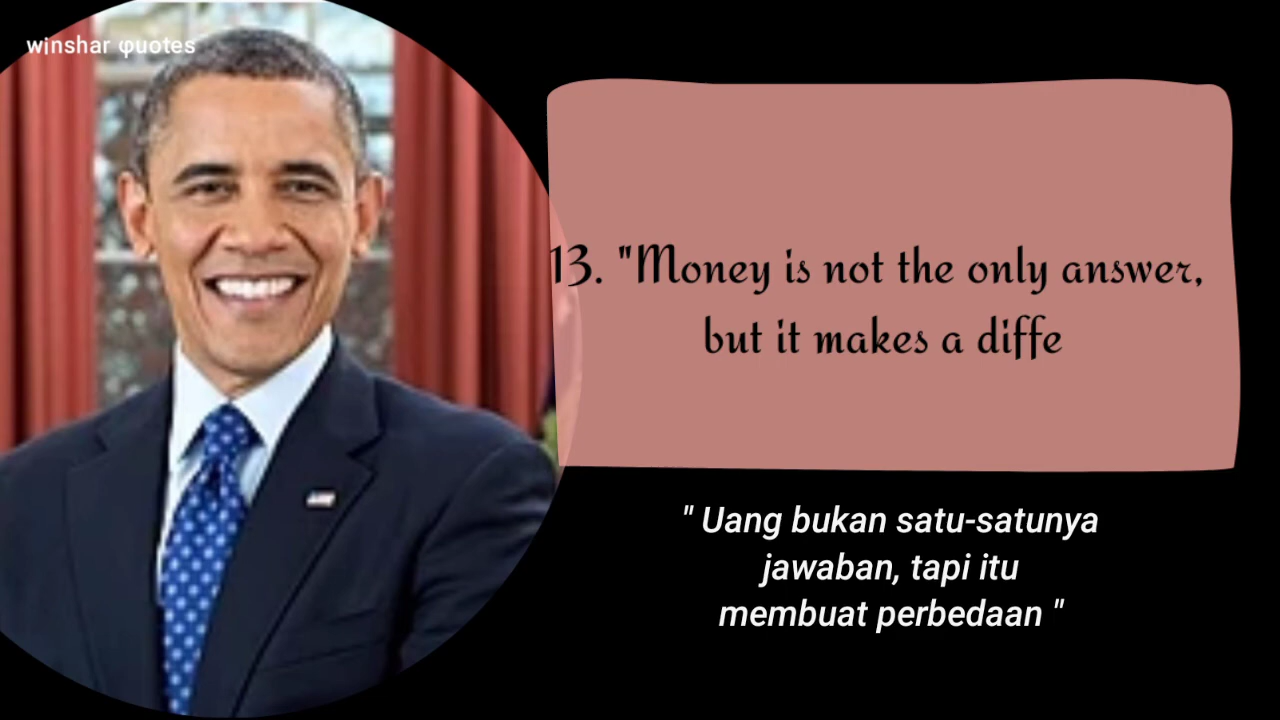 winshar quotes
13. "Money is not the only answer,
but it makes a diffe
" Uang bukan satu-satunya
jawaban, tapi itu
membuat perbedaan "